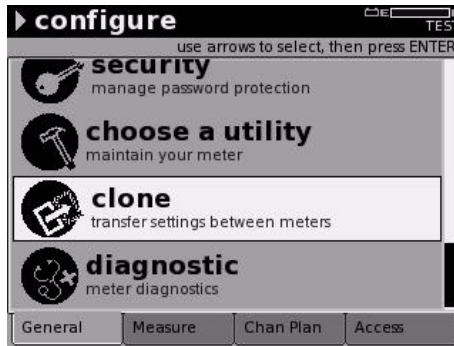 configure
E
TEST
use arrows to select, then press ENTER
security
manage password protection
choose a utility
maintain your meter
clone
transfer settings between meters
diagnostic
meter diagnostics
General Measure Chan Plan Access